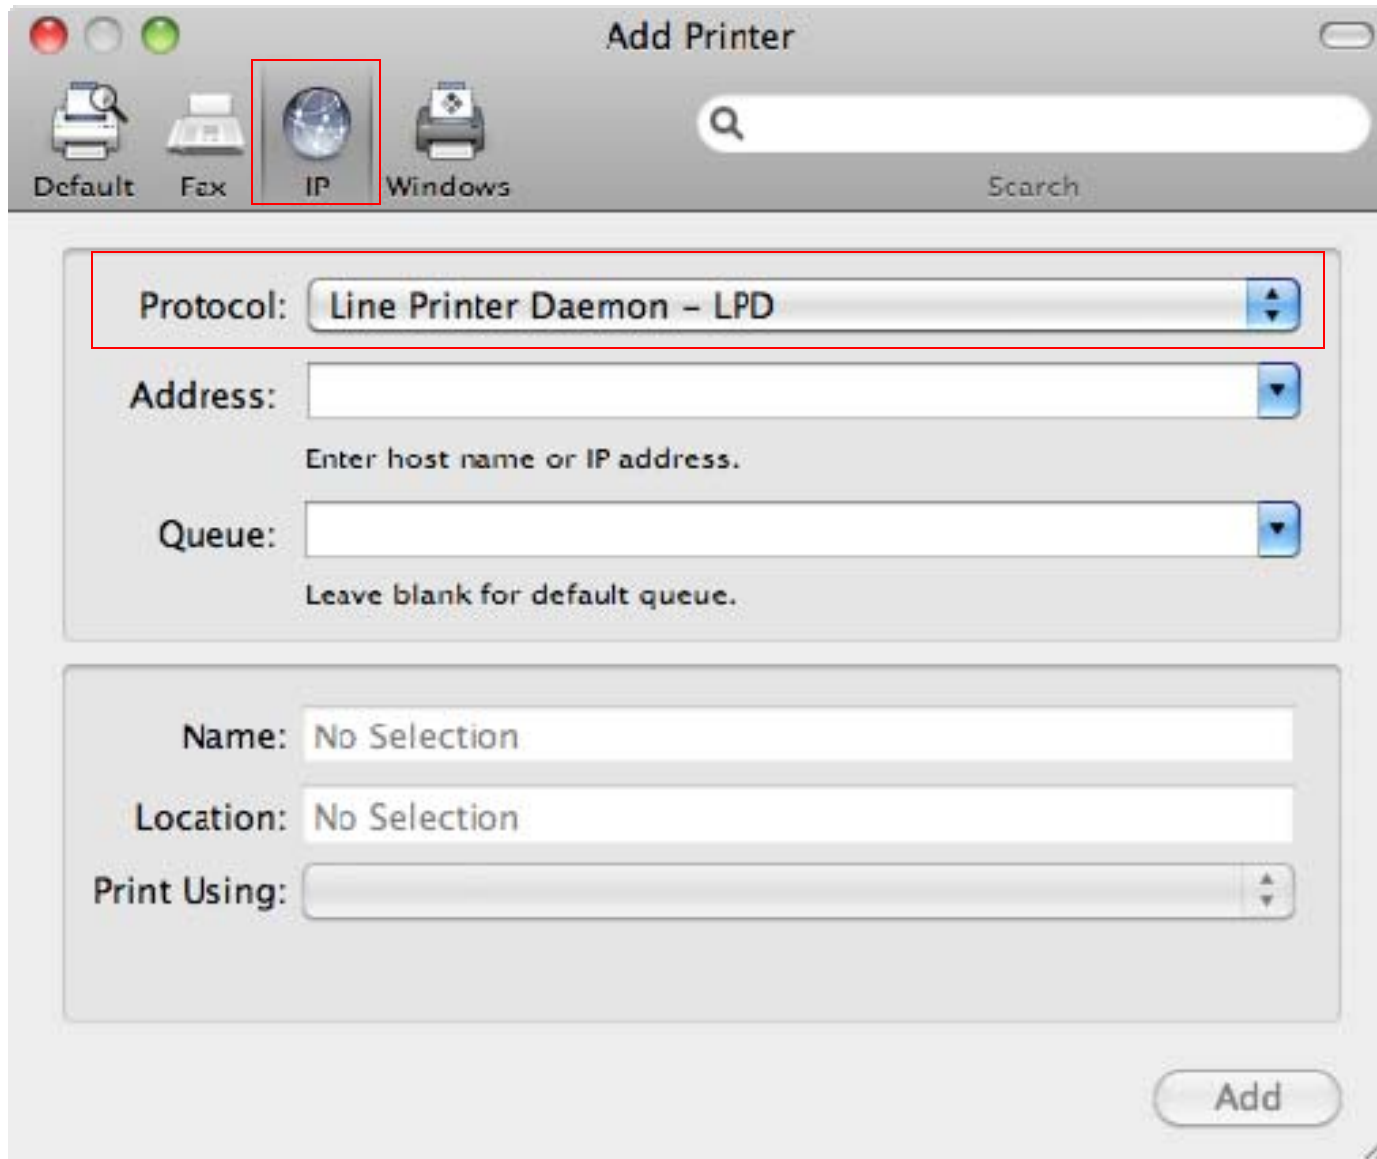 Add Printer
Default Fax IP Windows Search
Protocol: Line Printer Daemon – LPD
Address:
Enter host name or IP address.
Queue:
Leave blank for default queue.
Name: No Selection
Location: No Selection
Print Using:
Add